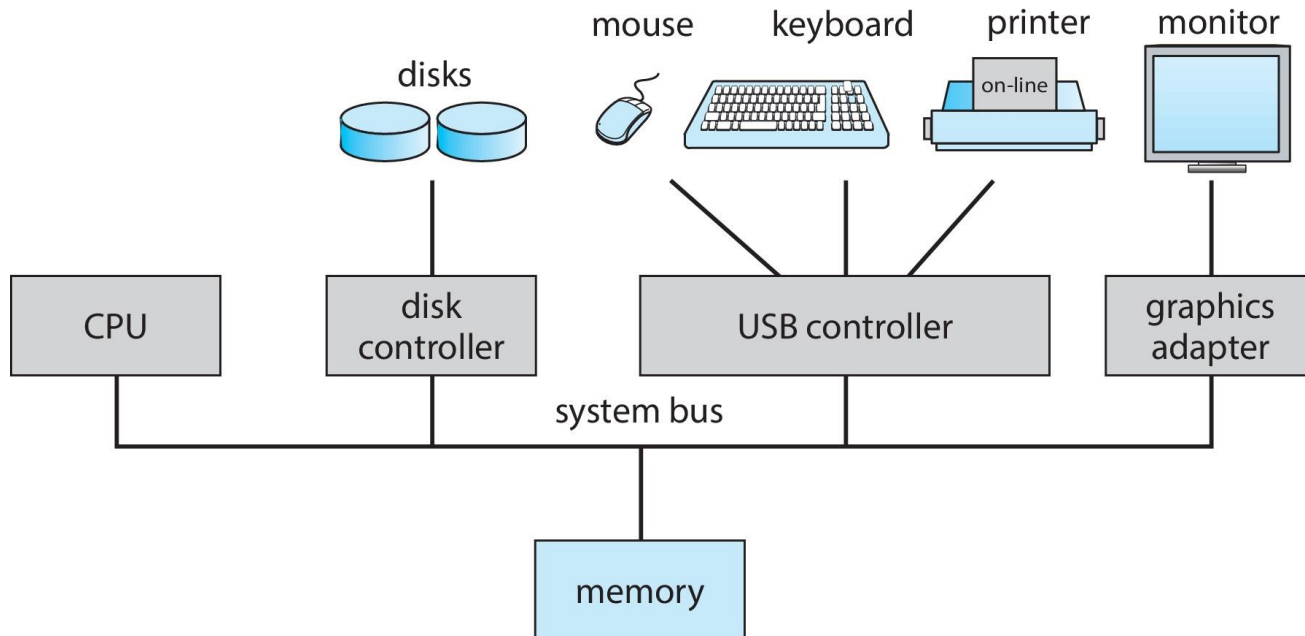 mouse
keyboard
printer
monitor
disks
on-line
CPU
disk
controller
USB controller
graphics
adapter
system bus
memory